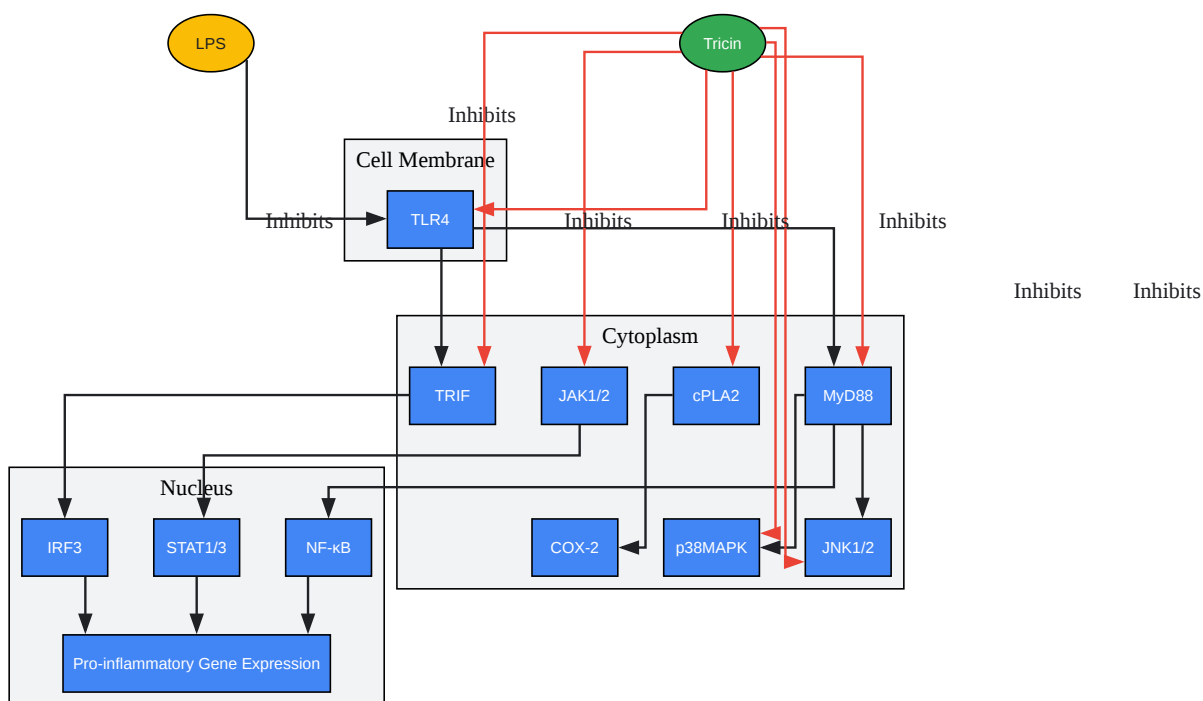 LPS
Tricin
Inhibits
Cell Membrane
TLR4
Inhibits
Inhibits
Inhibits
Inhibits
Inhibits
Inhibits
Cytoplasm
TRIF
JAK1/2
cPLA2
MyD88
Nucleus
IRF3
STAT1/3
NF-κB
COX-2
p38MAPK
JNK1/2
Pro-inflammatory Gene Expression